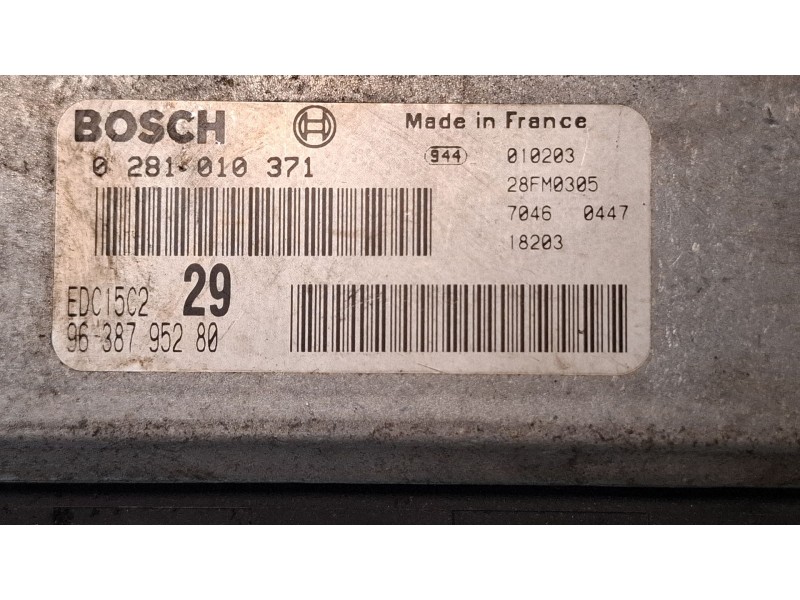 BOSCH
Made in France
0 281 010 371
944 010203
28FM0305
7046 0447
18203
EDC15C2 29
96 387 952 80